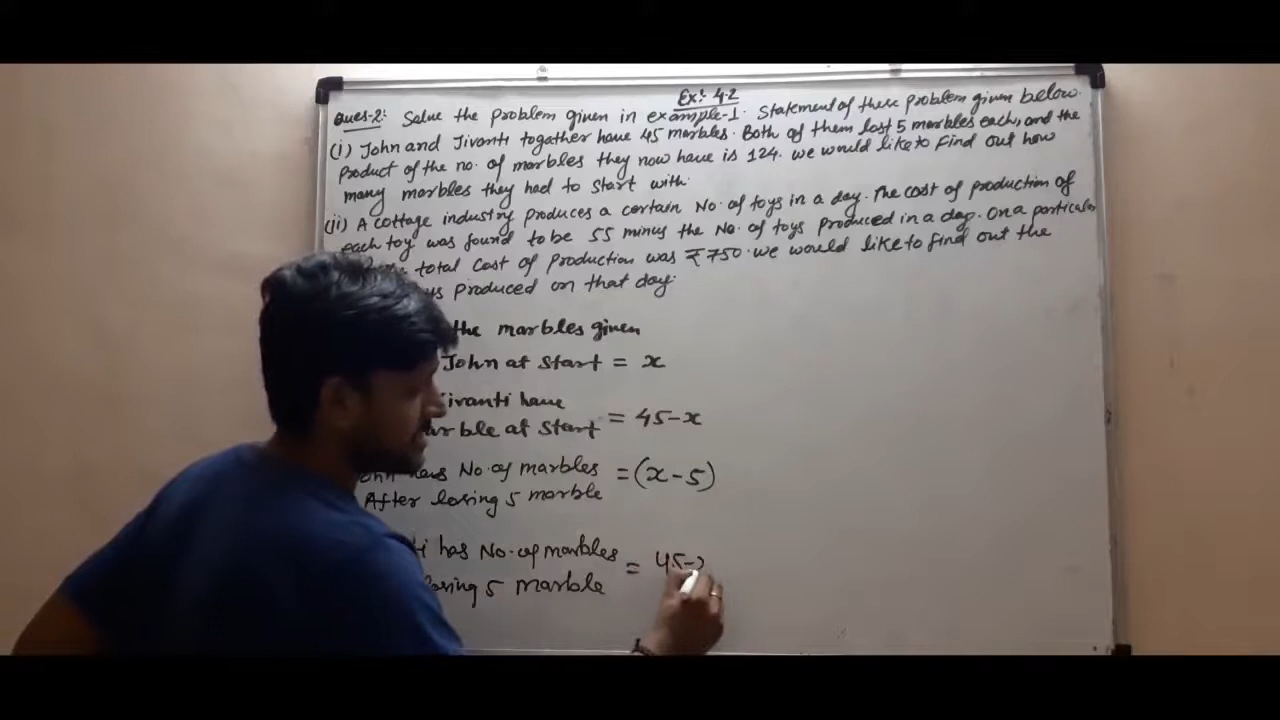 Ex:- 4.2
Ques-2: Solve the problem given in example-1. Statement of these problem given below.
(i) John and Jivanti togather have 45 marbles. Both of them lost 5 marbles each, and the
product of the no. of marbles they now have is 124. we would like to find out how
many marbles they had to start with.
(ii) A cottage industry produces a certain No. of toys in a day. The cost of production of
each toy was found to be 55 minus the No. of toys produced in a day. On a particular
total cost of production was ₹750. we would like to find out the
produced on that day.
the marbles given
John at start = x
Jivanti have
at start = 45-x
has No. of marbles = (x-5)
After losing 5 marble
has No. of marbles = 45-
losing 5 marble